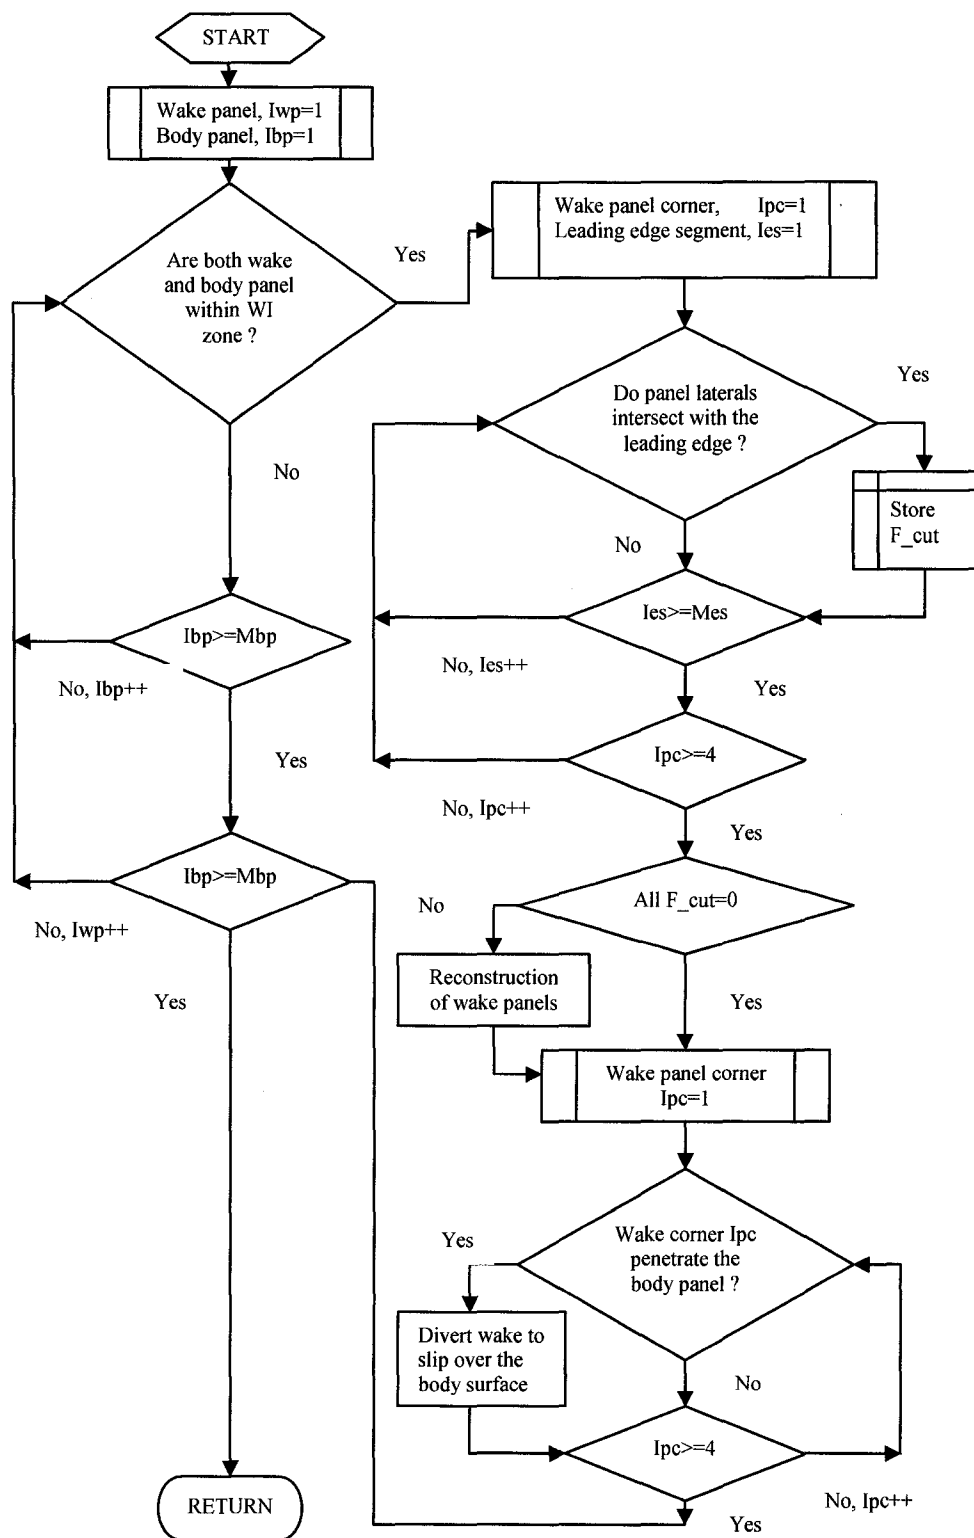 START
Wake panel, Iwp=1
Body panel, Ibp=1
Are both wake
and body panel
within WI
zone ?
Yes
No
Ibp>=Mbp
No, Ibp++
Yes
Ibp>=Mbp
No, Iwp++
Yes
RETURN
Wake panel corner, Ipc=1
Leading edge segment, Ies=1
Do panel laterals
intersect with the
leading edge ?
Yes
Store
F_cut
No
Ies>=Mes
No, Ies++
Yes
Ipc>=4
No, Ipc++
Yes
All F_cut=0
No
Reconstruction
of wake panels
Yes
Wake panel corner
Ipc=1
Wake corner Ipc
penetrate the
body panel ?
Yes
Divert wake to
slip over the
body surface
No
Ipc>=4
No, Ipc++
Yes